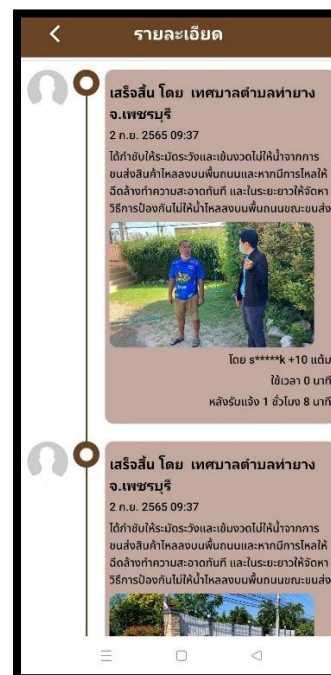 รายละเอียด
เสร็จสิ้น โดย เทศบาลตำบลท่ายาง
จ.เพชรบุรี
2 ก.ย. 2565 09:37
ได้กำชับให้ระมัดระวังและเข้มงวดไม่ให้น้ำจากการ
ขนส่งสินค้าไหลลงบนพื้นถนนและหากมีการไหลให้
ฉีดล้างทำความสะอาดทันที และในระยะยาวให้จัดหา
วิธีการป้องกันไม่ให้น้ำไหลลงบนพื้นถนนขณะขนส่ง
โดย s*****k +10 แต้ม
ใช้เวลา 0 นาที
หลังรับแจ้ง 1 ชั่วโมง 8 นาที
เสร็จสิ้น โดย เทศบาลตำบลท่ายาง
จ.เพชรบุรี
2 ก.ย. 2565 09:37
ได้กำชับให้ระมัดระวังและเข้มงวดไม่ให้น้ำจากการ
ขนส่งสินค้าไหลลงบนพื้นถนนและหากมีการไหลให้
ฉีดล้างทำความสะอาดทันที และในระยะยาวให้จัดหา
วิธีการป้องกันไม่ให้น้ำไหลลงบนพื้นถนนขณะขนส่ง